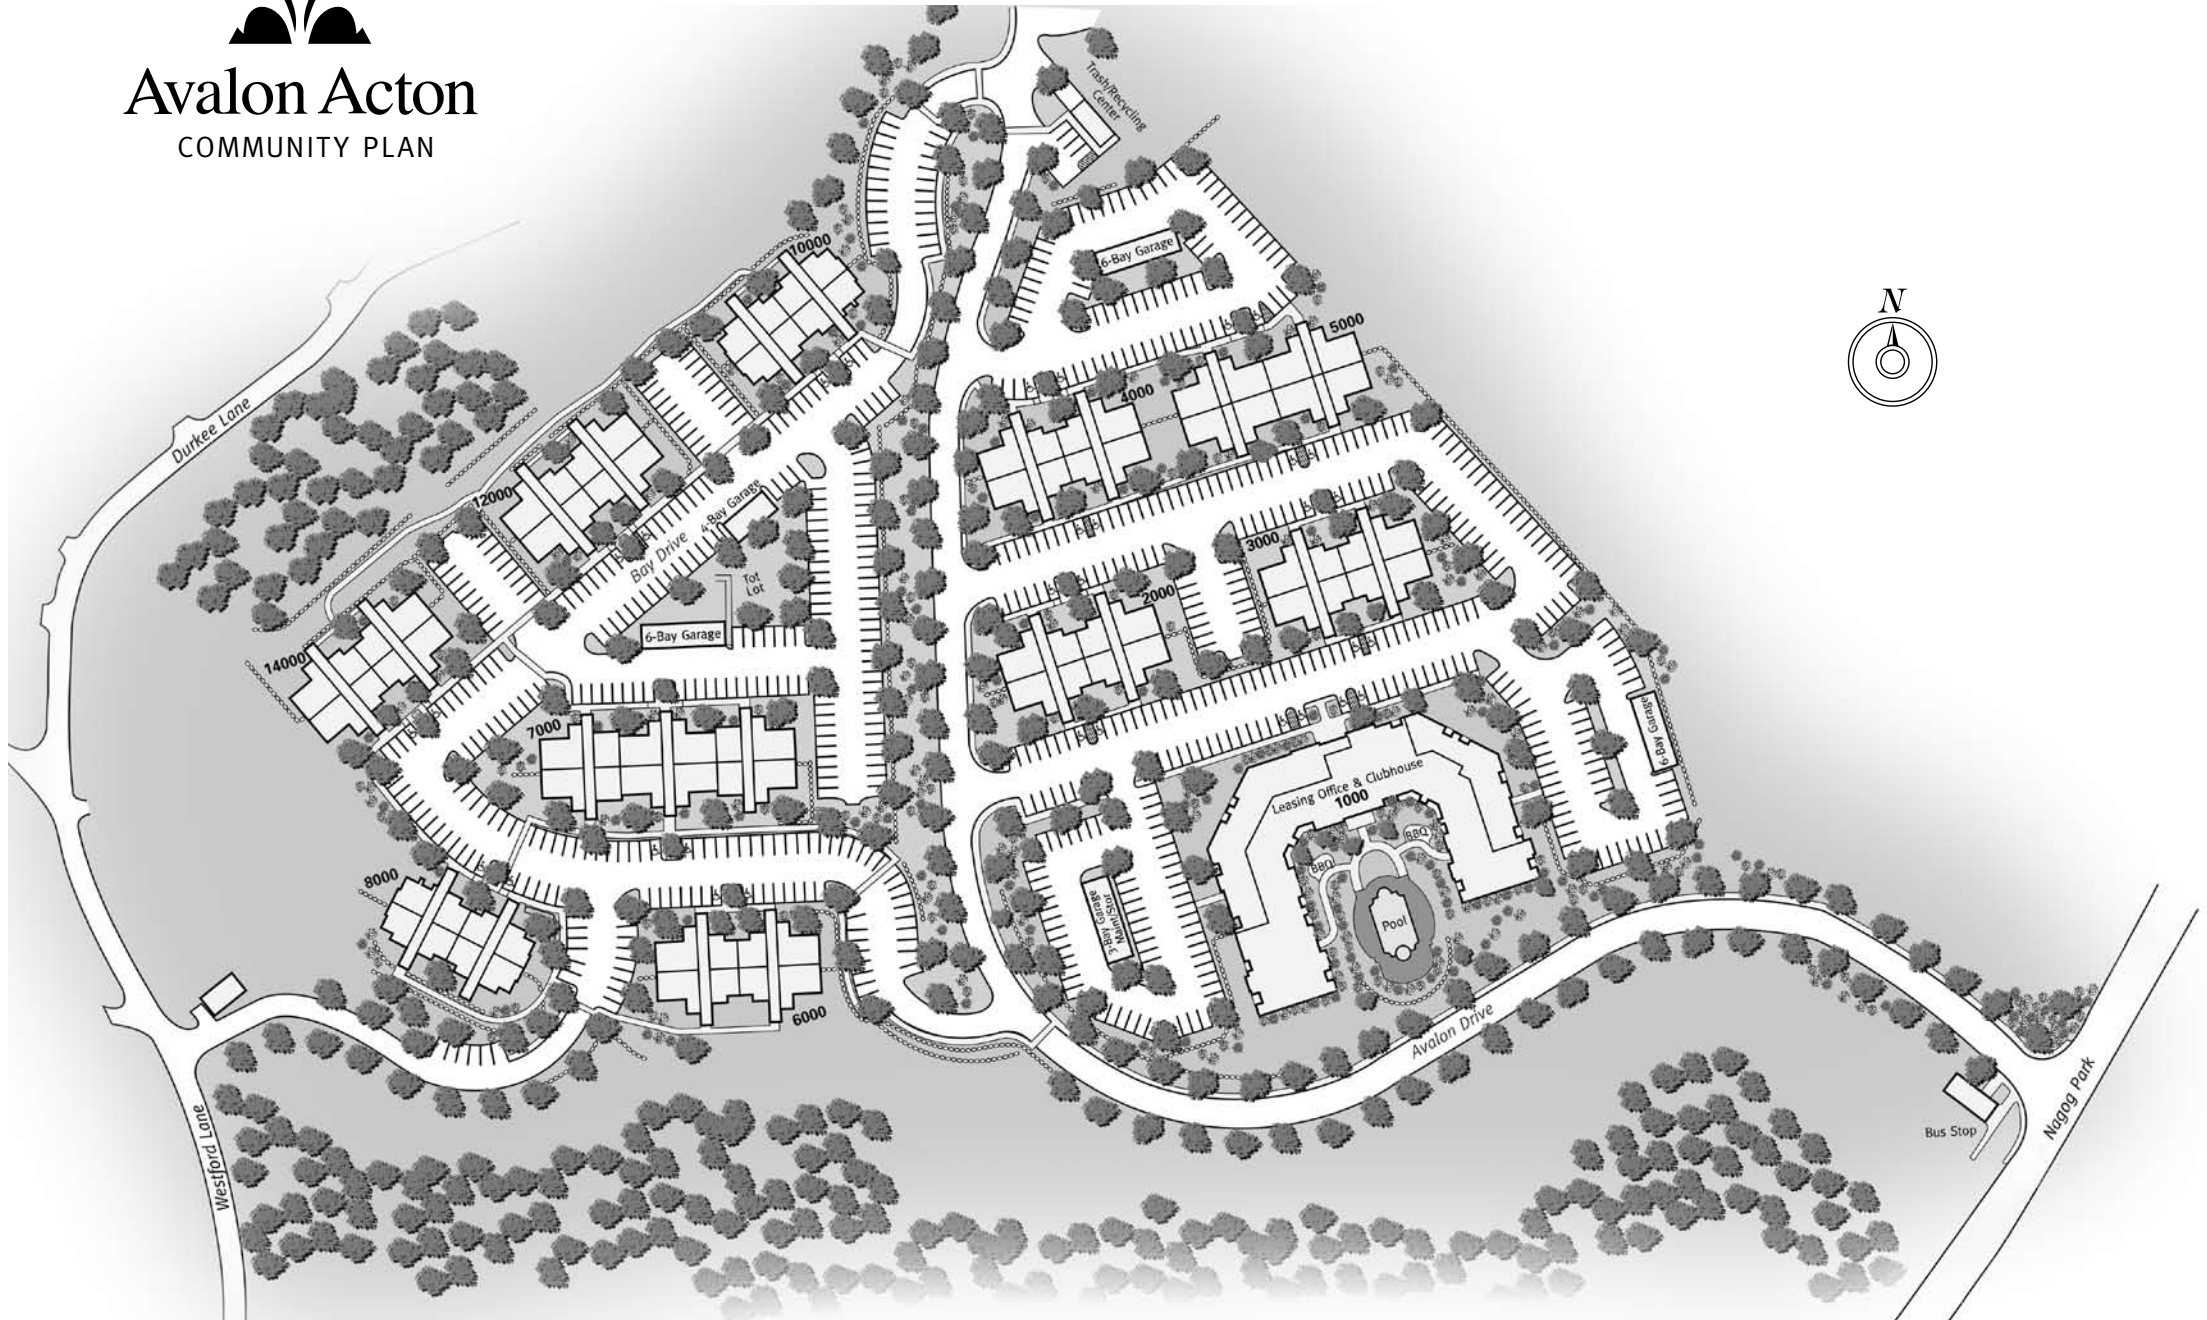 Avalon Acton
COMMUNITY PLAN
Trash/Recycling
Center
10000
6-Bay Garage
N
5000
4000
Durkee Lane
12000
4-Bay Garage
Bay Drive
3000
Tot
Lot
2000
6-Bay Garage
14000
6-Bay Garage
7000
Leasing Office & Clubhouse
1000
BBQ
BBQ
8000
3-Bay Garage
Maint/Stor.
Pool
6000
Avalon Drive
Nagog Park
Bus Stop
Westford Lane